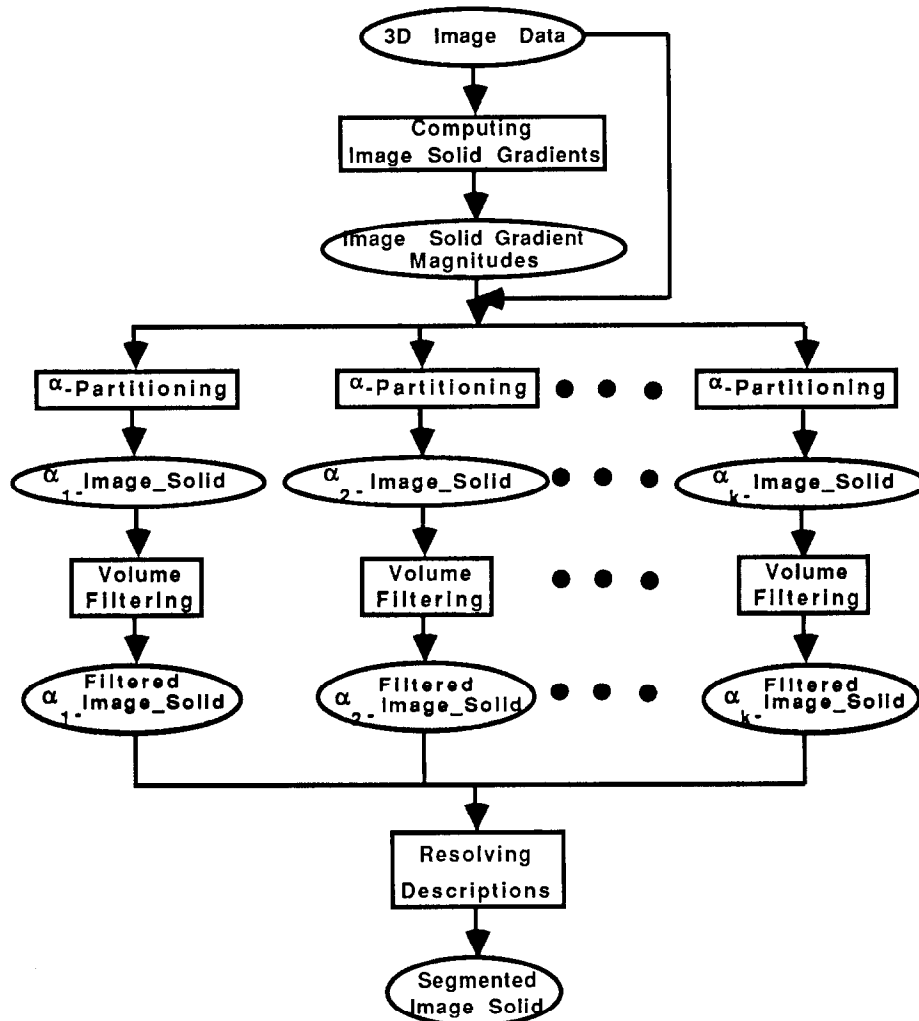 3D Image Data
Computing
Image Solid Gradients
Image Solid Gradient
Magnitudes
α-Partitioning α-Partitioning α-Partitioning
α1-Image_Solid α2-Image_Solid αk-Image_Solid
Volume Volume Volume
Filtering Filtering Filtering
Filtered Filtered Filtered
α1-Image_Solid α2-Image_Solid αk-Image_Solid
Resolving
Descriptions
Segmented
Image Solid